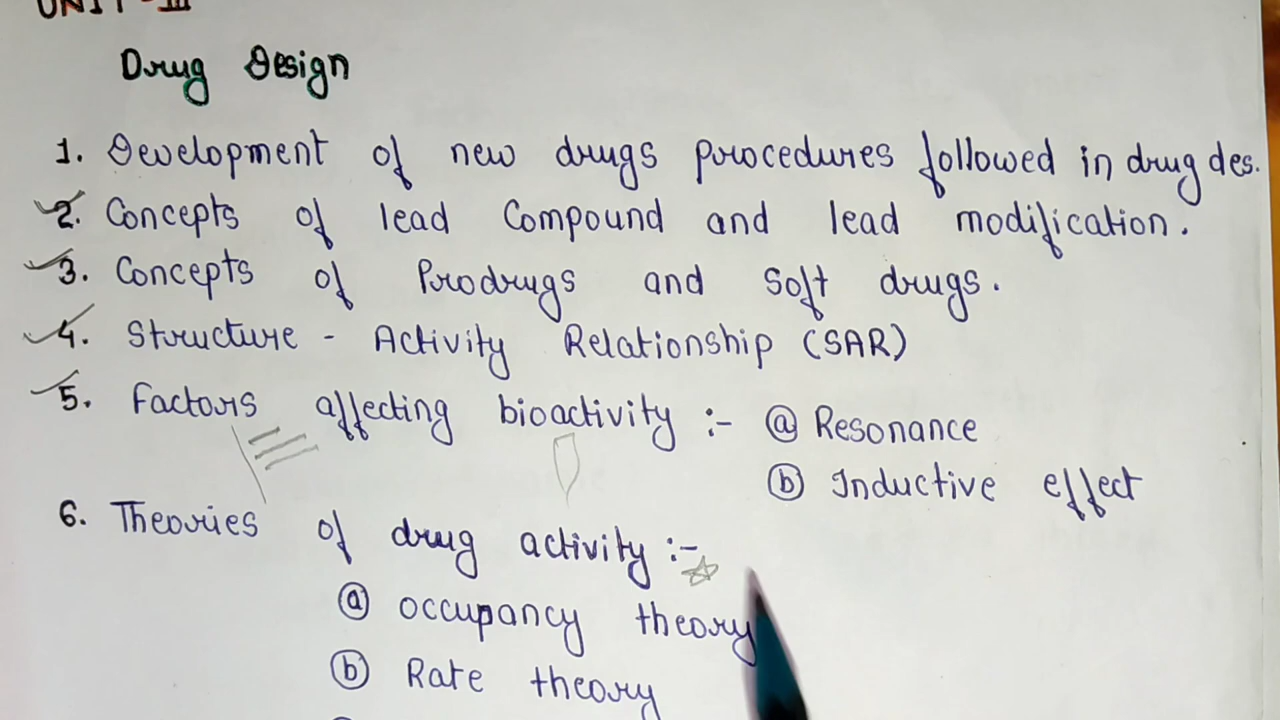 UNIT - III
Drug Design
1. Development of new drugs procedures followed in drug des.
2. Concepts of lead Compound and lead modification.
3. Concepts of Prodrugs and Soft drugs.
4. Structure - Activity Relationship (SAR)
5. Factors affecting bioactivity :- ⓐ Resonance
ⓑ Inductive effect
6. Theories of drug activity :-
ⓐ occupancy theory
ⓑ Rate theory